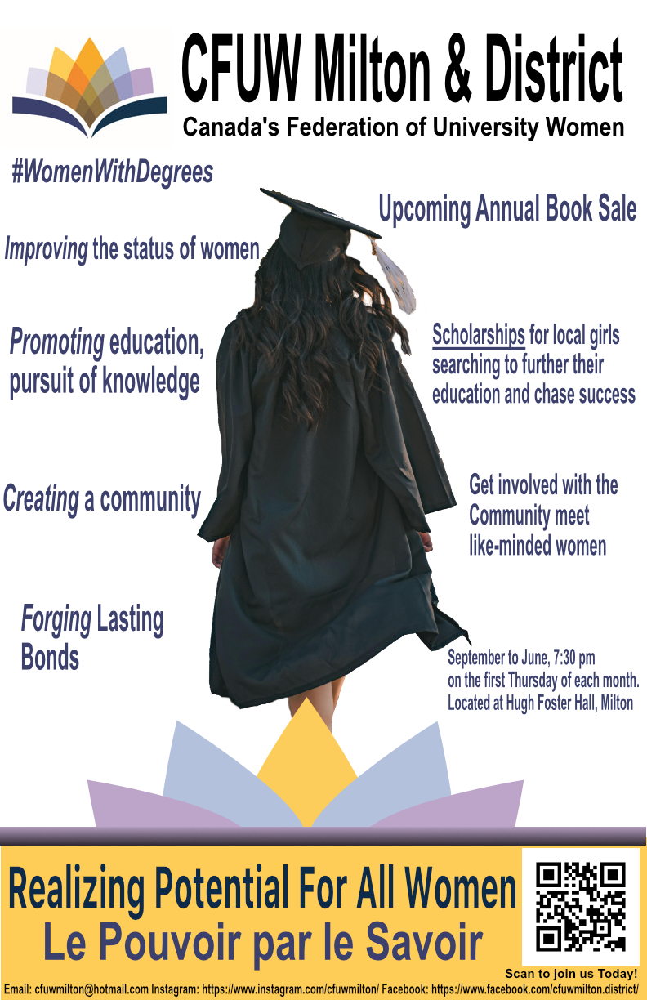 CFUW Milton & District
Canada's Federation of University Women
#WomenWithDegrees
Upcoming Annual Book Sale
Improving the status of women
Promoting education,
pursuit of knowledge
Scholarships for local girls
searching to further their
education and chase success
Creating a community
Get involved with the
Community meet
like-minded women
Forging Lasting
Bonds
September to June, 7:30 pm
on the first Thursday of each month.
Located at Hugh Foster Hall, Milton
Realizing Potential For All Women
Le Pouvoir par le Savoir
Scan to join us Today!
Email: cfuwmilton@hotmail.com Instagram: https://www.instagram.com/cfuwmilton/ Facebook: https://www.facebook.com/cfuwmilton.district/